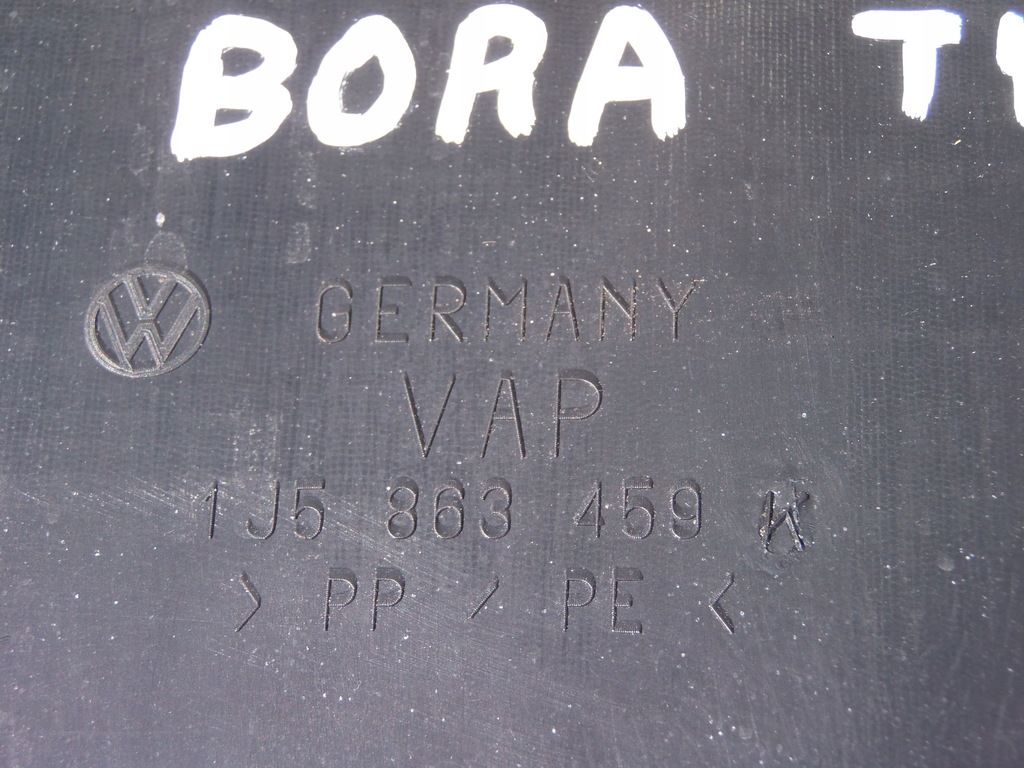 BORA T
GERMANY
VAP
1J5 863 459
> PP / PE <